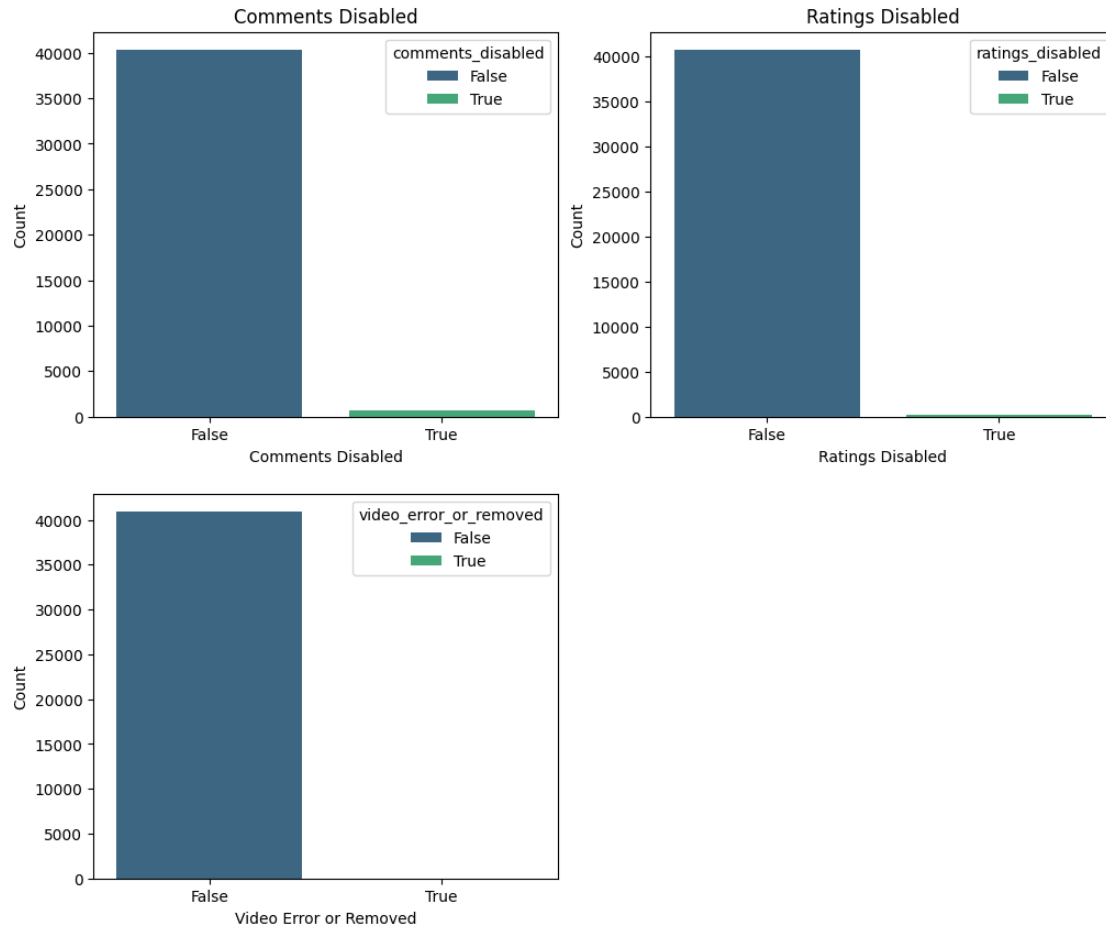 Comments Disabled
comments_disabled
False
True
40000
35000
30000
25000
20000
15000
10000
5000
0
Count
False
True
Comments Disabled
Ratings Disabled
ratings_disabled
False
True
40000
35000
30000
25000
20000
15000
10000
5000
0
Count
False
True
Ratings Disabled
video_error_or_removed
False
True
40000
35000
30000
25000
20000
15000
10000
5000
0
Count
False
True
Video Error or Removed